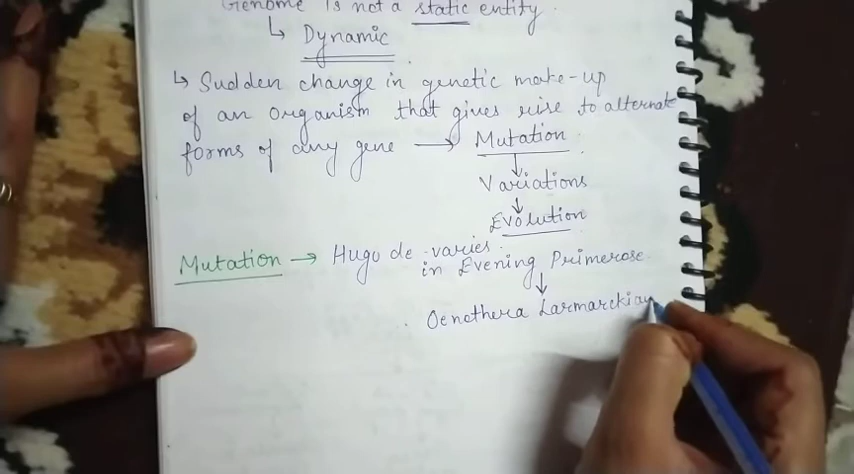 Genome is not a static entity.
↳ Dynamic
↳ Sudden change in genetic make-up
of an organism that gives rise to alternate
forms of any gene → Mutation
↓
Variations
↓
Evolution
Mutation → Hugo de-varies
in Evening Primerose
↓
Oenothera Larmarckian